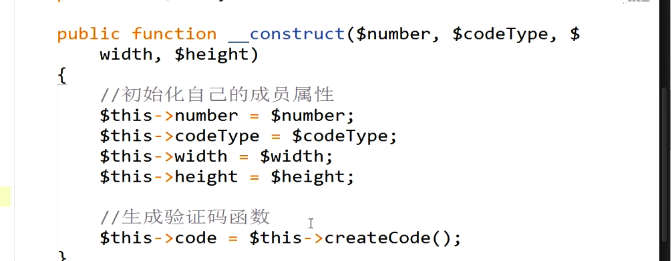 public function __construct($number, $codeType, $
width, $height)
{
//初始化自己的成员属性
$this->number = $number;
$this->codeType = $codeType;
$this->width = $width;
$this->height = $height;
//生成验证码函数
$this->code = $this->createCode();
}